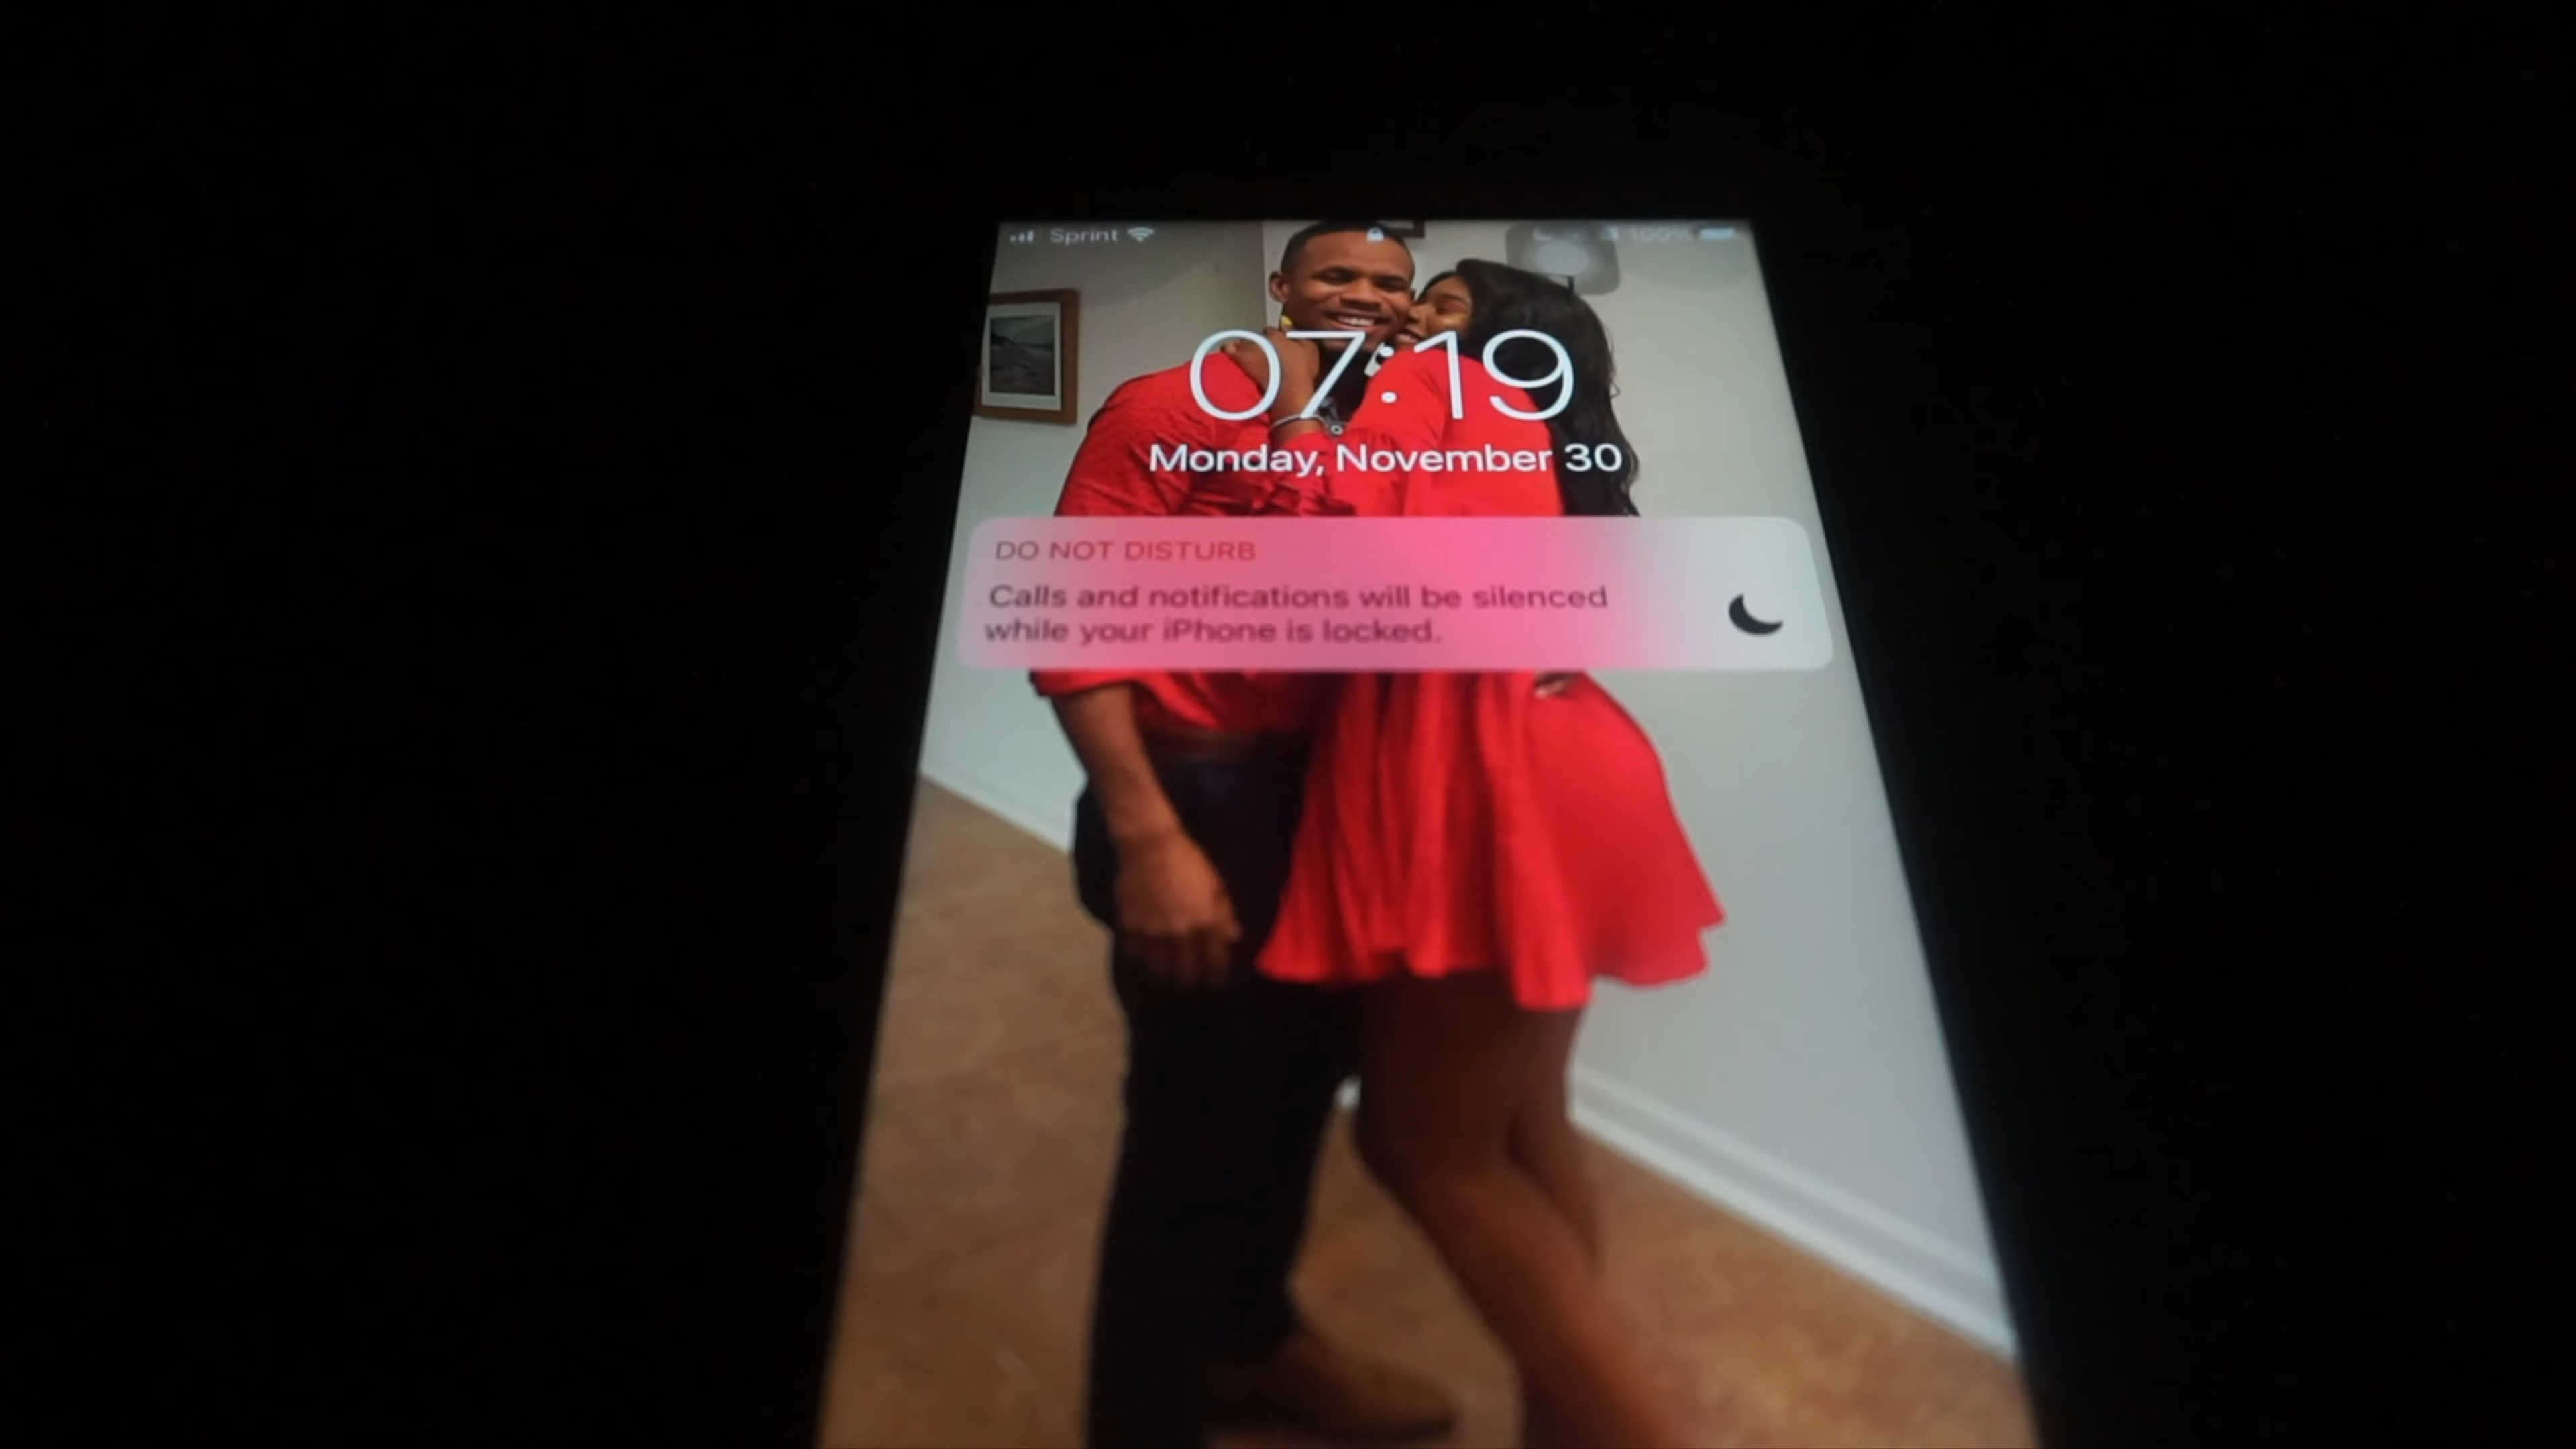 Sprint
100%
07:19
Monday, November 30
DO NOT DISTURB
Calls and notifications will be silenced
while your iPhone is locked.